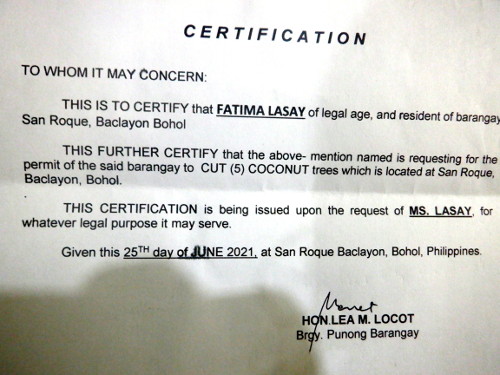 CERTIFICATION
TO WHOM IT MAY CONCERN:
THIS IS TO CERTIFY that FATIMA LASAY of legal age, and resident of barangay
San Roque, Baclayon Bohol
THIS FURTHER CERTIFY that the above- mention named is requesting for the
permit of the said barangay to CUT (5) COCONUT trees which is located at San Roque,
Baclayon, Bohol.
THIS CERTIFICATION is being issued upon the request of MS. LASAY, for
whatever legal purpose it may serve.
Given this 25TH day of JUNE 2021, at San Roque Baclayon, Bohol, Philippines.
HON.LEA M. LOCOT
Brgy. Punong Barangay